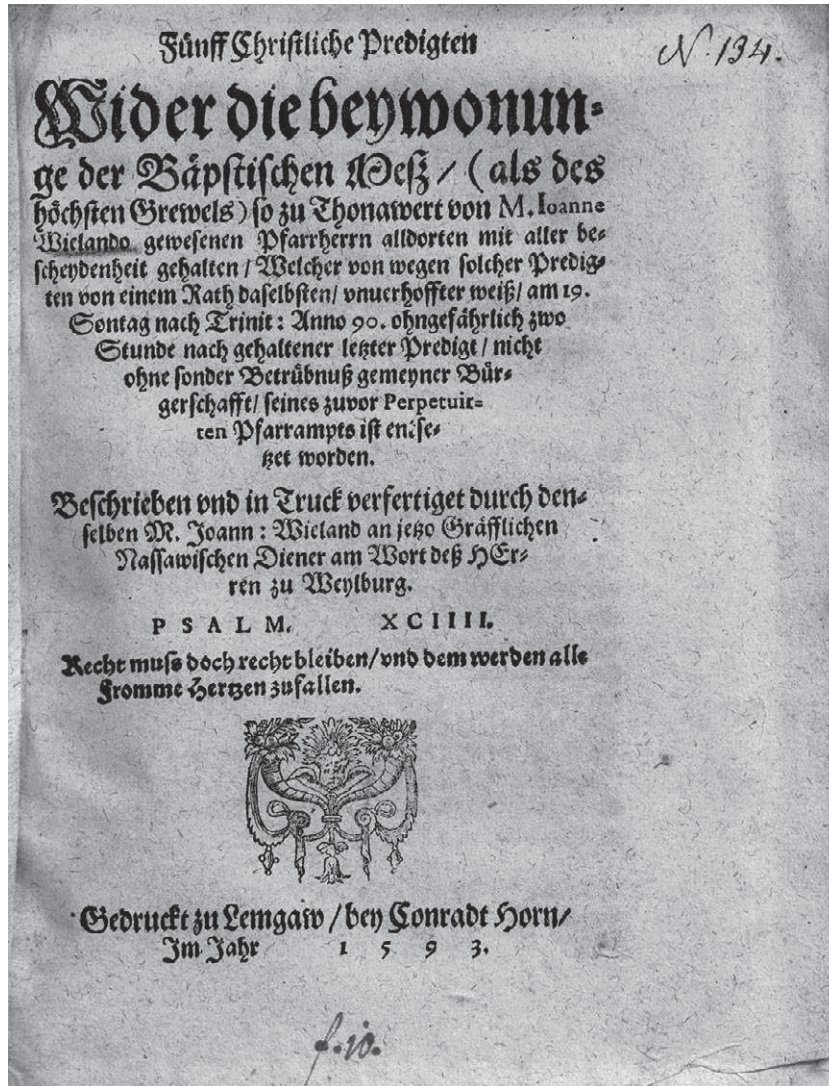 Fünff Christliche Predigten
N. 134.
Wider die beywonun-
ge der Bäpstischen Meß / (als des
höchsten Grewels) so zu Thonawert von M. Ioanne
Wielando gewesenen Pfarrherrn alldorten mit aller be-
scheydenheit gehalten / Welcher von wegen solcher Predig-
ten von einem Rath daselbsten / vnuerhoffter weiß / am 19.
Sontag nach Trinit : Anno 90. ohngefährlich zwo
Stunde nach gehaltener letzter Predigt / nicht
ohne sonder Betrübnuß gemeyner Bür-
gerschafft / seines zuvor Perpetuir-
ten Pfarrampts ist entse-
tzet worden.
Beschrieben vnd in Truck verfertiget durch den-
selben M. Joann : Wieland an jetzo Gräfflichen
Nassawischen Diener am Wort deß HEr-
ren zu Weylburg.
PSALM. XCIIII.
Recht muß doch recht bleiben / vnd dem werden alle
fromme Hertzen zufallen.
Gedruckt zu Lemgaw / bey Conradt Horn /
Im Jahr 1593.
f. 10.